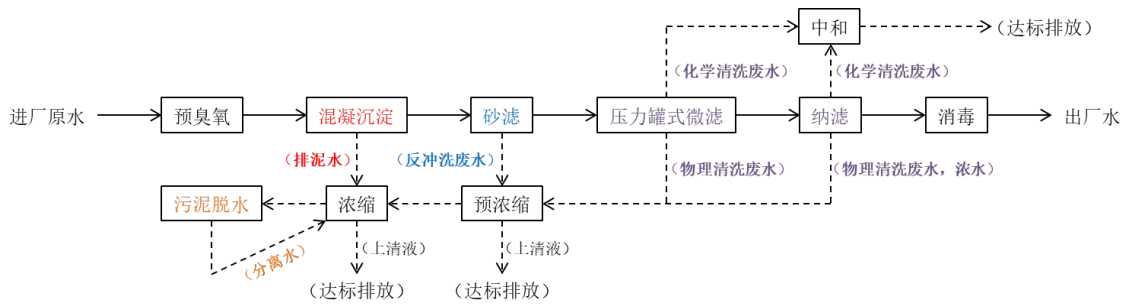 中和
(达标排放)
(化学清洗废水)
(化学清洗废水)
进厂原水
预臭氧
混凝沉淀
砂滤
压力罐式微滤
纳滤
消毒
出厂水
(排泥水)
(反冲洗废水)
(物理清洗废水)
(物理清洗废水，浓水)
污泥脱水
浓缩
预浓缩
(分离水)
(上清液)
(上清液)
(达标排放)
(达标排放)